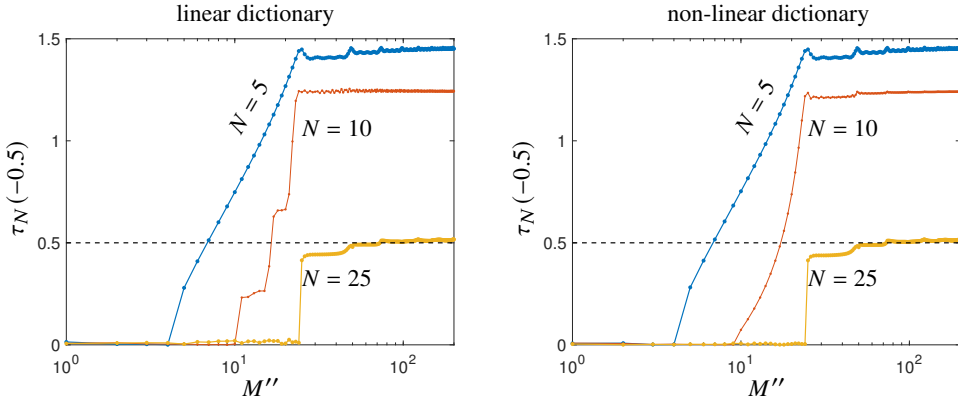 linear dictionary
1.5
1
0.5
0
τ_N(−0.5)
N = 5
N = 10
N = 25
10^0
10^1
10^2
M''
non-linear dictionary
1.5
1
0.5
0
τ_N(−0.5)
N = 5
N = 10
N = 25
10^0
10^1
10^2
M''